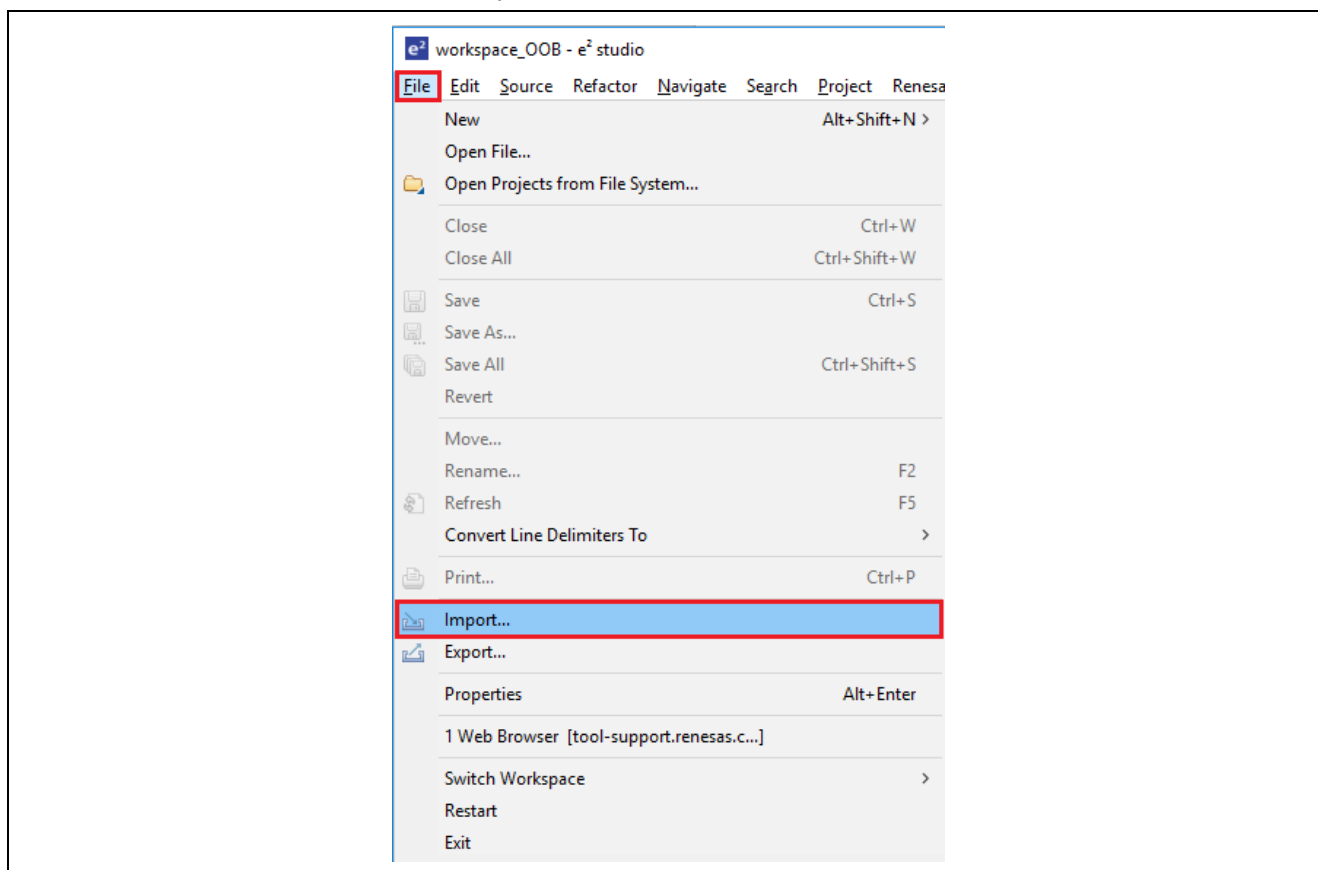 e² workspace_OOB - e² studio
File Edit Source Refactor Navigate Search Project Renesa
New Alt+Shift+N >
Open File...
Open Projects from File System...
Close Ctrl+W
Close All Ctrl+Shift+W
Save Ctrl+S
Save As...
Save All Ctrl+Shift+S
Revert
Move...
Rename... F2
Refresh F5
Convert Line Delimiters To >
Print... Ctrl+P
Import...
Export...
Properties Alt+Enter
1 Web Browser [tool-support.renesas.c...]
Switch Workspace >
Restart
Exit